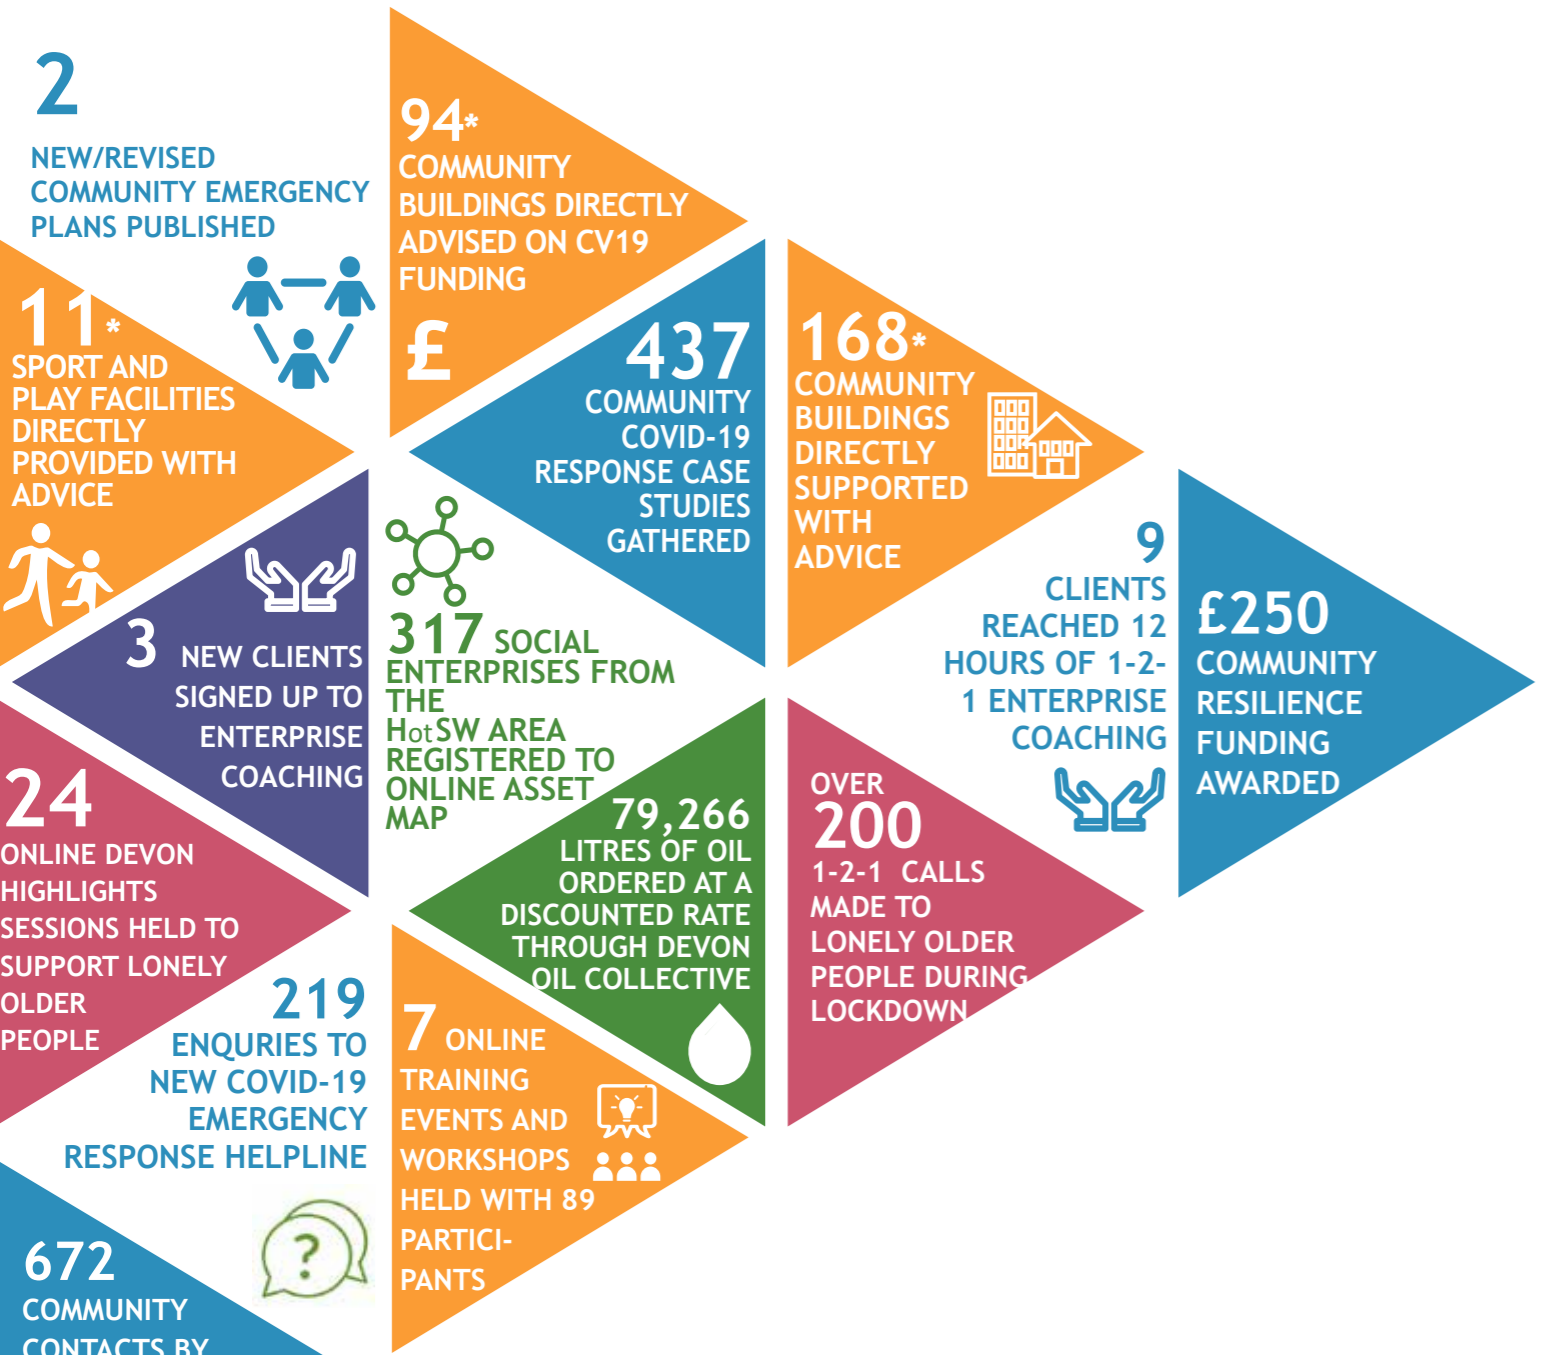 2
NEW/REVISED
COMMUNITY EMERGENCY
PLANS PUBLISHED
94*
COMMUNITY
BUILDINGS DIRECTLY
ADVISED ON CV19
FUNDING
£
11*
SPORT AND
PLAY FACILITIES
DIRECTLY
PROVIDED WITH
ADVICE
437
COMMUNITY
COVID-19
RESPONSE CASE
STUDIES
GATHERED
168*
COMMUNITY
BUILDINGS
DIRECTLY
SUPPORTED
WITH
ADVICE
3 NEW CLIENTS
SIGNED UP TO
ENTERPRISE
COACHING
317 SOCIAL
ENTERPRISES FROM
THE
HotSW AREA
REGISTERED TO
ONLINE ASSET
MAP
9
CLIENTS
REACHED 12
HOURS OF 1-2-
1 ENTERPRISE
COACHING
£250
COMMUNITY
RESILIENCE
FUNDING
AWARDED
24
ONLINE DEVON
HIGHLIGHTS
SESSIONS HELD TO
SUPPORT LONELY
OLDER
PEOPLE
79,266
LITRES OF OIL
ORDERED AT A
DISCOUNTED RATE
THROUGH DEVON
OIL COLLECTIVE
OVER
200
1-2-1 CALLS
MADE TO
LONELY OLDER
PEOPLE DURING
LOCKDOWN
219
ENQURIES TO
NEW COVID-19
EMERGENCY
RESPONSE HELPLINE
?
7 ONLINE
TRAINING
EVENTS AND
WORKSHOPS
HELD WITH 89
PARTICI-
PANTS
672
COMMUNITY
CONTACTS BY